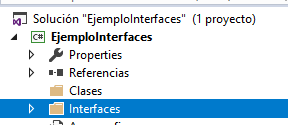 Solución "EjemploInterfaces" (1 proyecto)
C# EjemploInterfaces
Properties
Referencias
Clases
Interfaces